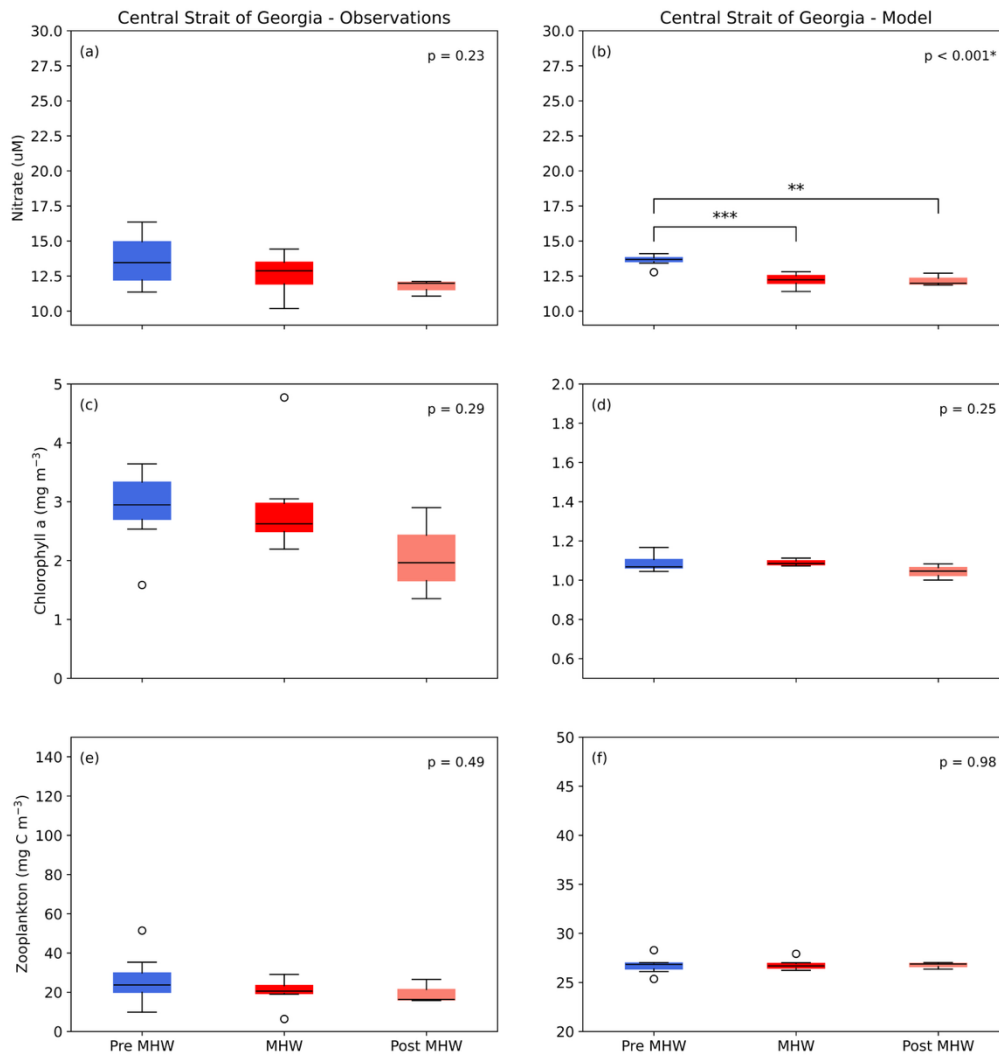 Central Strait of Georgia - Observations
Central Strait of Georgia - Model
30.0
27.5
25.0
22.5
20.0
17.5
15.0
12.5
10.0
Nitrate (uM)
(a)
p = 0.23
30.0
27.5
25.0
22.5
20.0
17.5
15.0
12.5
10.0
(b)
p < 0.001*
**
***
5
4
3
2
1
0
Chlorophyll a (mg m⁻³)
(c)
p = 0.29
2.0
1.8
1.6
1.4
1.2
1.0
0.8
0.6
(d)
p = 0.25
140
120
100
80
60
40
20
0
Zooplankton (mg C m⁻³)
(e)
p = 0.49
Pre MHW
MHW
Post MHW
50
45
40
35
30
25
20
(f)
p = 0.98
Pre MHW
MHW
Post MHW